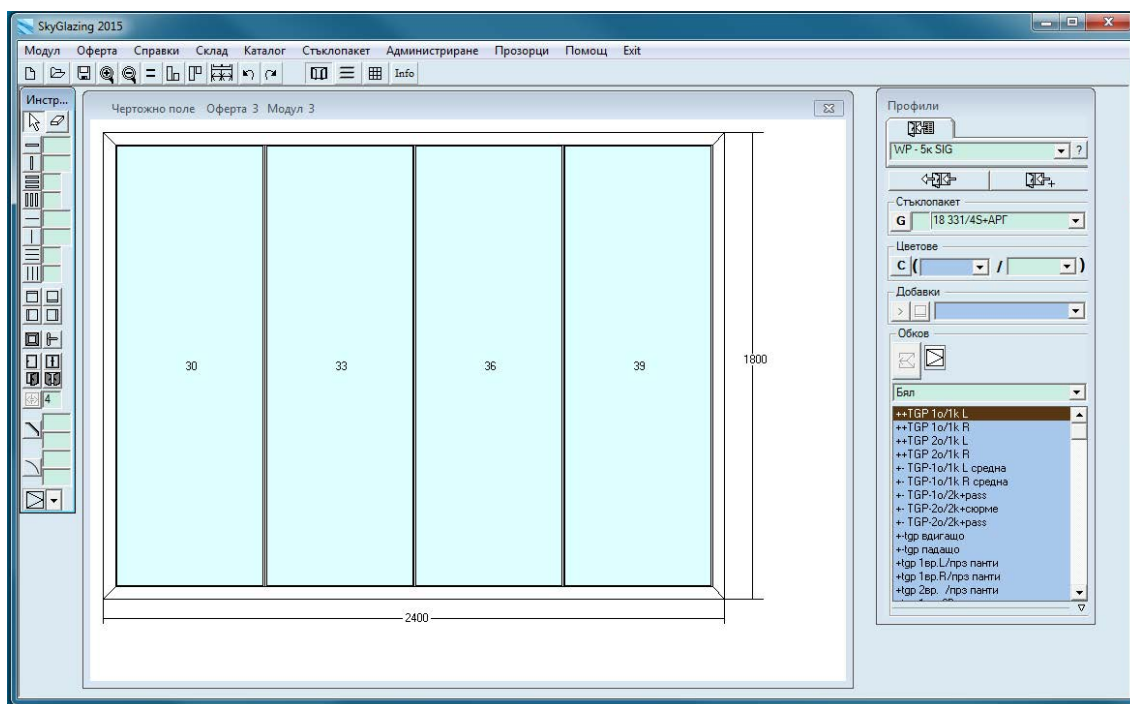 SkyGlazing 2015
Модул Оферта Справки Склад Каталог Стъклопакет Администриране Прозорци Помощ Exit
Info
Инстр...
4
Чертожно поле Оферта 3 Модул 3
30 33 36 39
1800
2400
Профили
WP - 5к SIG
?
Стъклопакет
G 18 331/4S+АРГ
Цветове
C ( / )
Добавки
>
Обков
Бял
++TGP 1o/1k L
++TGP 1o/1k R
++TGP 2o/1k L
++TGP 2o/1k R
+- TGP-1o/1k L средна
+- TGP-1o/1k R средна
+- TGP-1o/2k+pass
+- TGP-2o/2k+сюрме
+- TGP-2o/2k+pass
+-tgp вдигащо
+-tgp падащо
+tgp 1вр.L/прз панти
+tgp 1вр.R/прз панти
+tgp 2вр. /прз панти